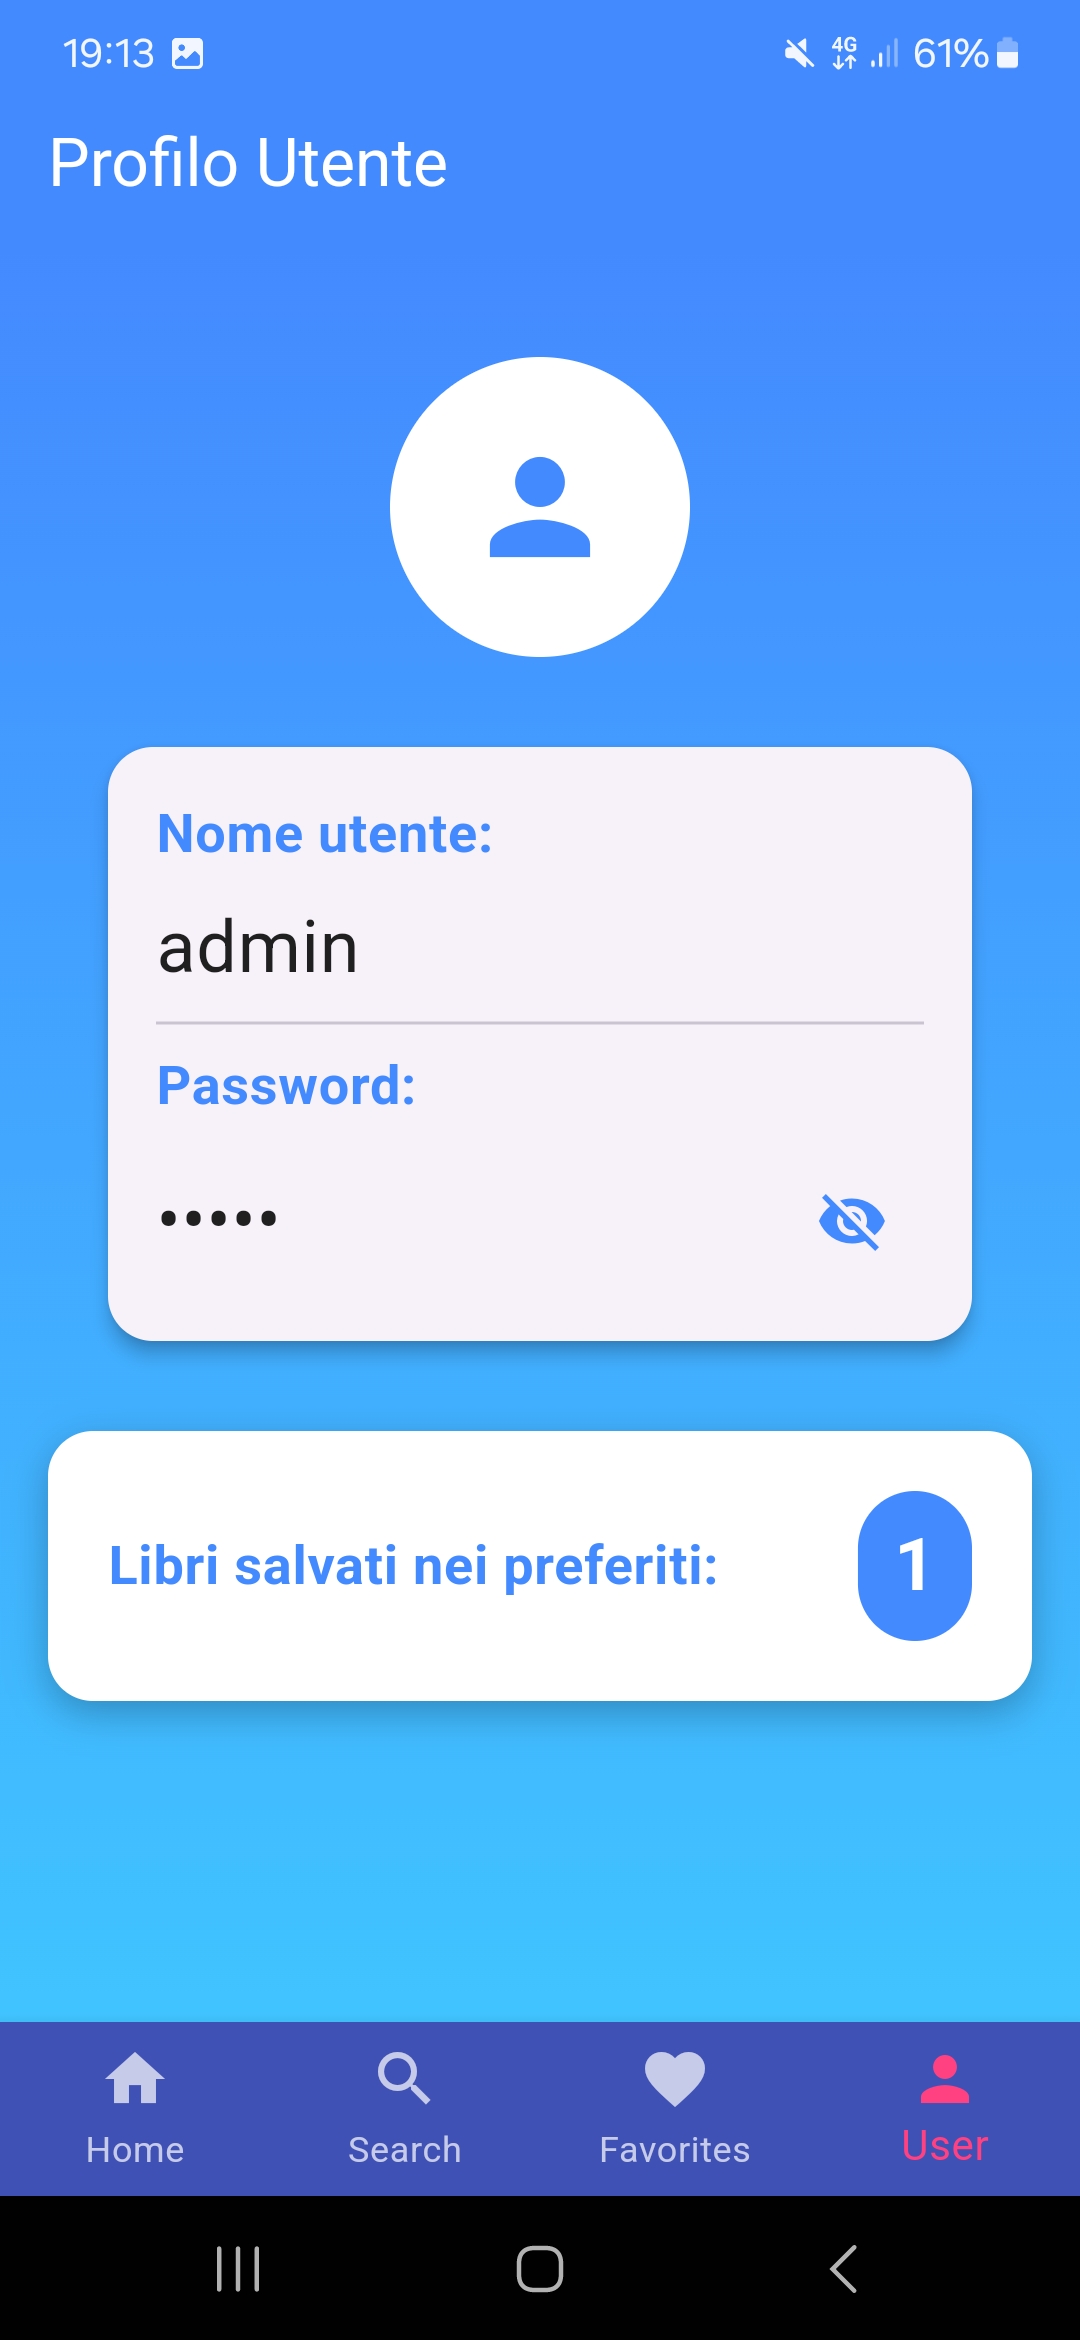 19:13 4G 61%
Profilo Utente
Nome utente:
admin
Password:
•••••
Libri salvati nei preferiti: 1
Home Search Favorites User